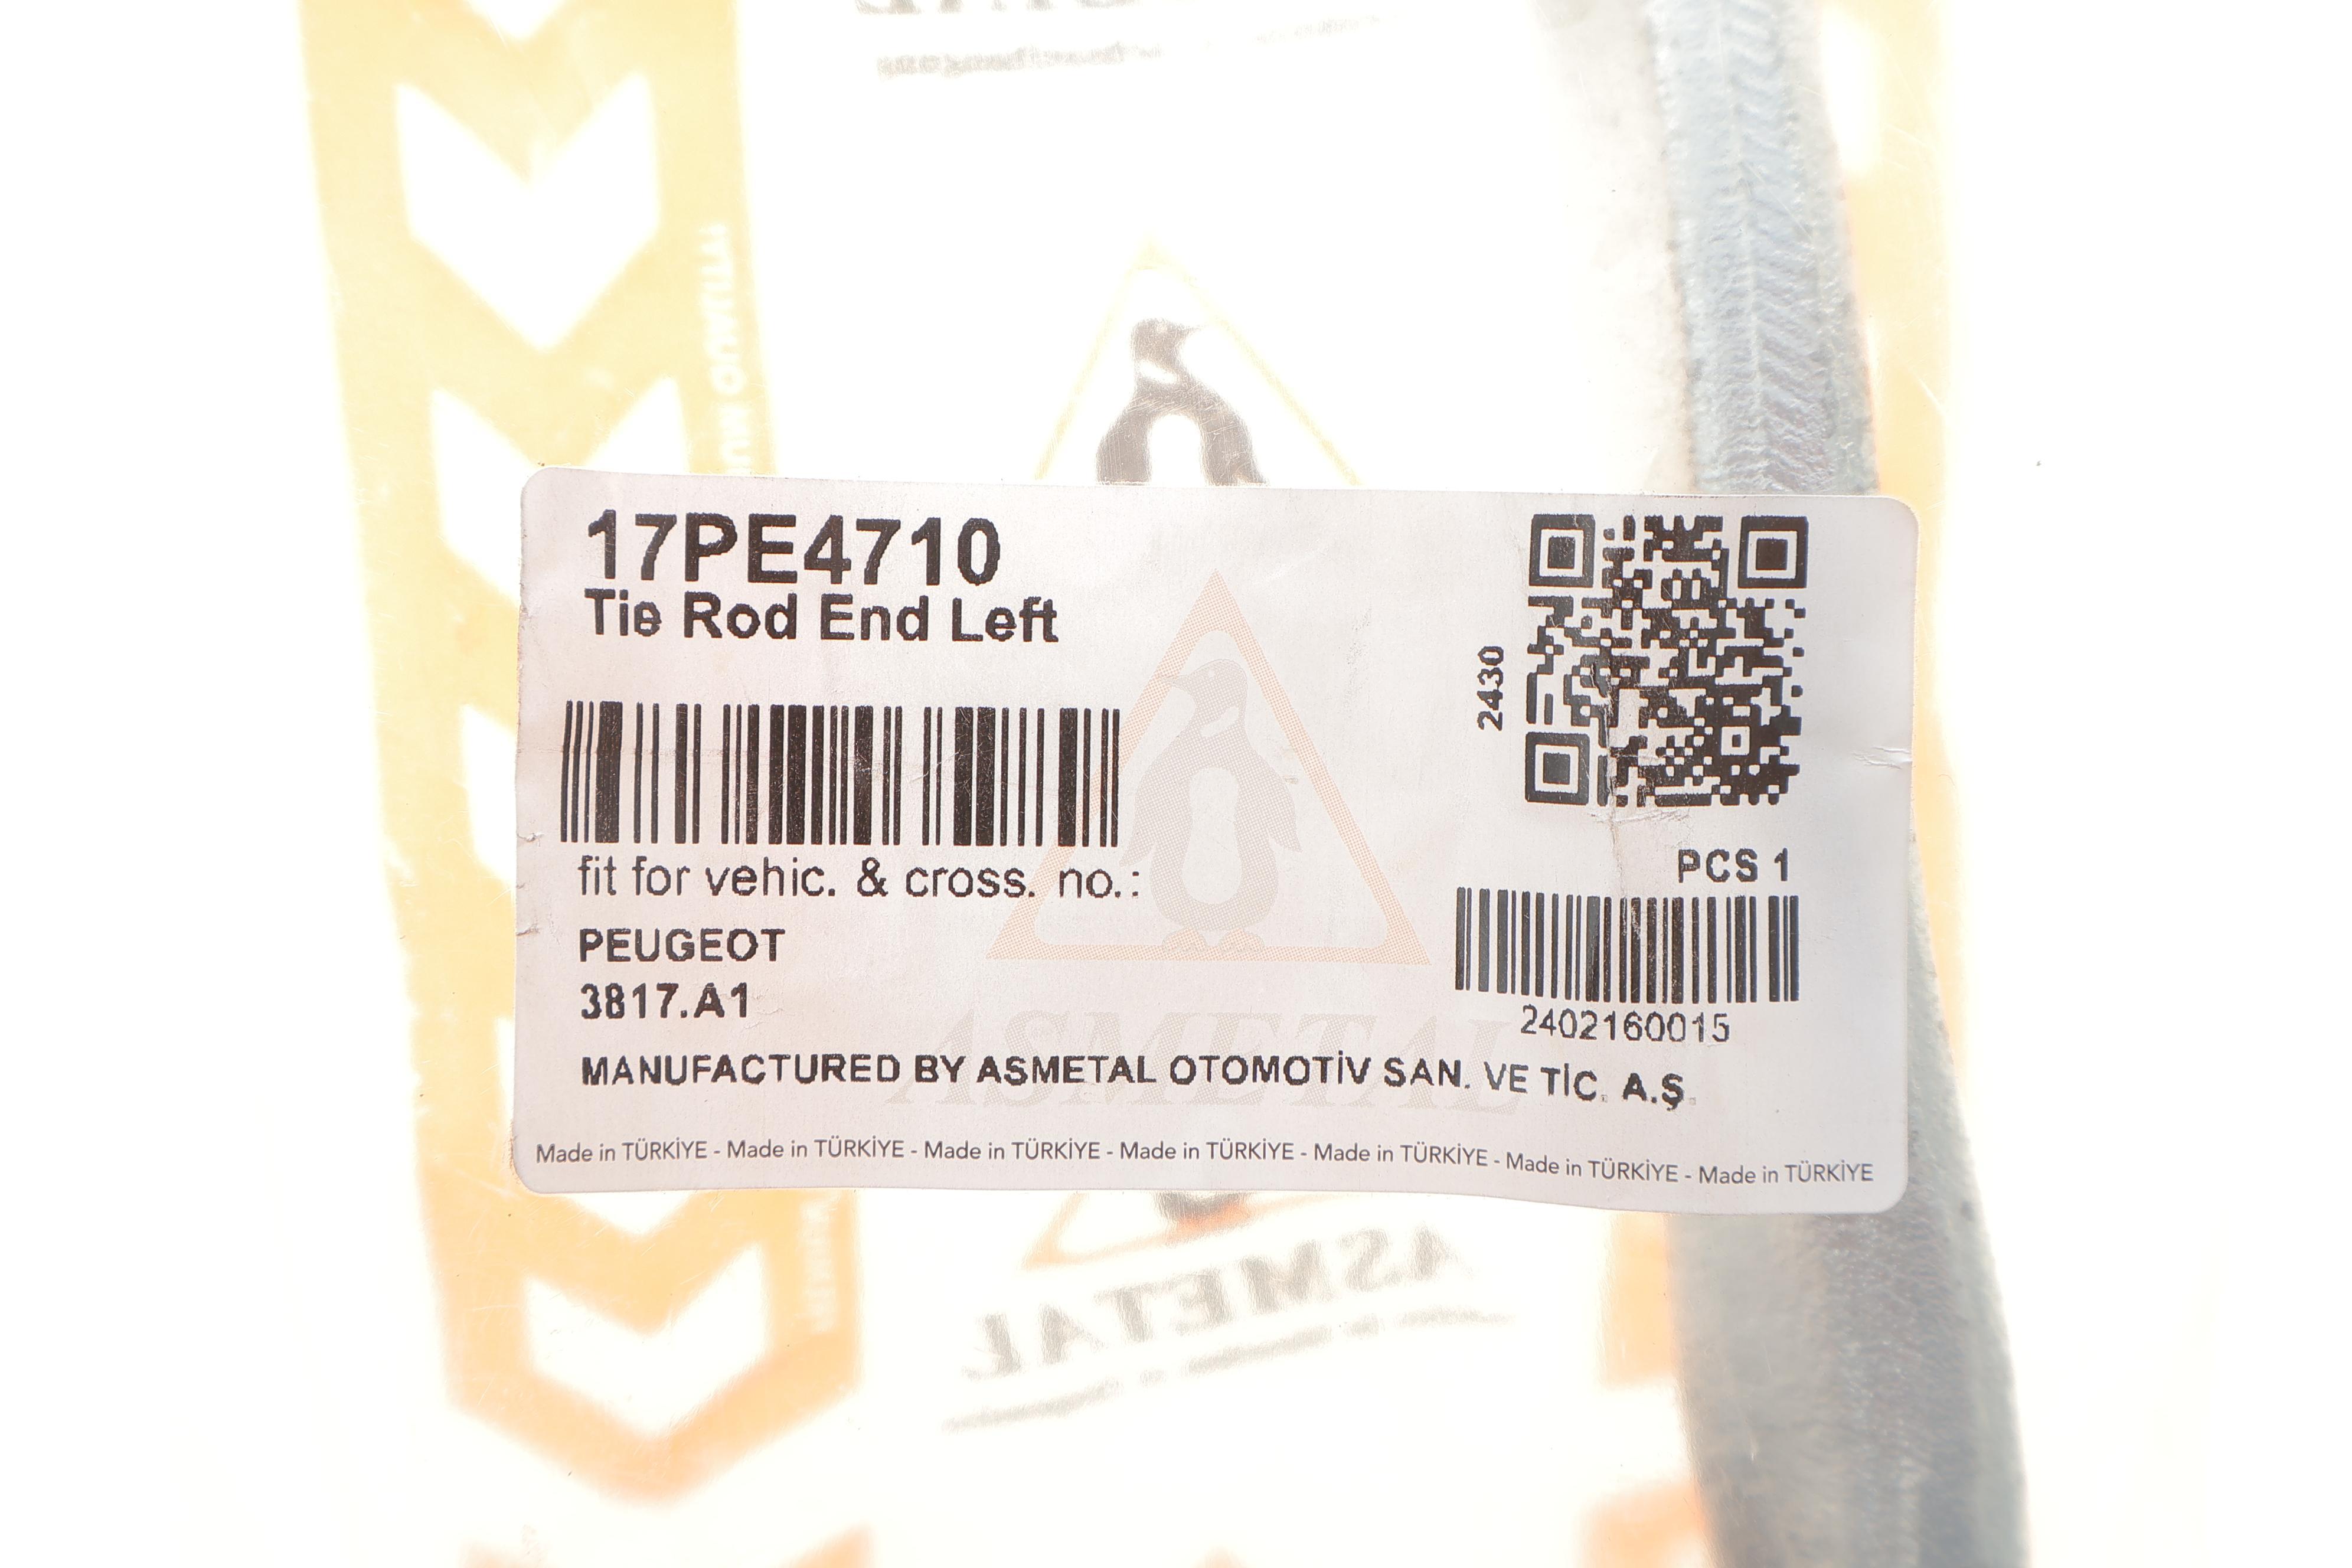 17PE4710
Tie Rod End Left
2430
fit for vehic. & cross. no.:
PCS 1
PEUGEOT
3817.A1
2402160015
ASMETAL
MANUFACTURED BY ASMETAL OTOMOTİV SAN. VE TİC. A.Ş.
Made in TÜRKİYE - Made in TÜRKİYE - Made in TÜRKİYE - Made in TÜRKİYE - Made in TÜRKİYE - Made in TÜRKİYE - Made in TÜRKİYE
ASMETAL